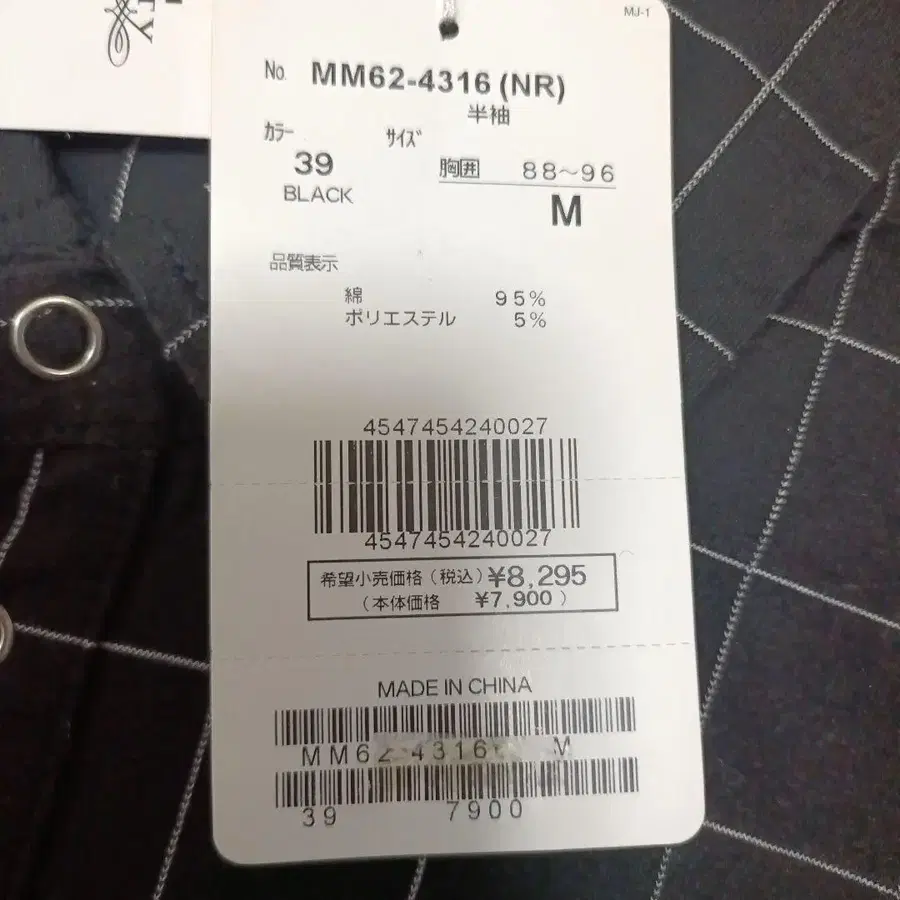 MJ-1
No. MM62-4316 (NR)
半袖
カラー サイズ
39 胸囲 88〜96
BLACK M
品質表示
綿 95%
ポリエステル 5%
4547454240027
4547454240027
希望小売価格(税込) ¥8,295
(本体価格 ¥7,900)
MADE IN CHINA
MM62-4316 M
39 7900